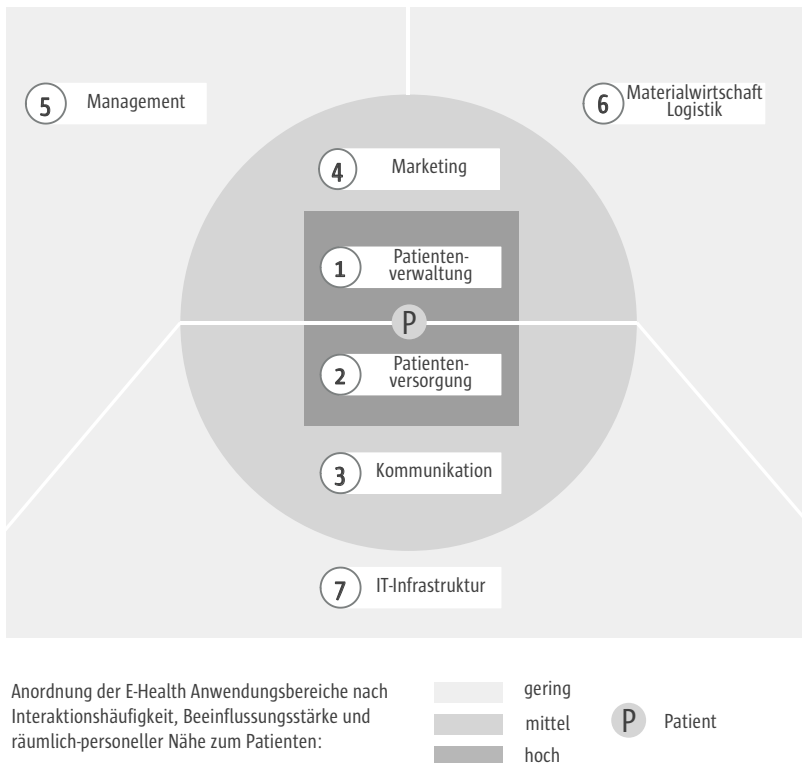 5 Management
6 Materialwirtschaft
Logistik
4 Marketing
1 Patienten-
verwaltung
P
2 Patienten-
versorgung
3 Kommunikation
7 IT-Infrastruktur
Anordnung der E-Health Anwendungsbereiche nach
Interaktionshäufigkeit, Beeinflussungsstärke und
räumlich-personeller Nähe zum Patienten:
gering
mittel
hoch
P Patient